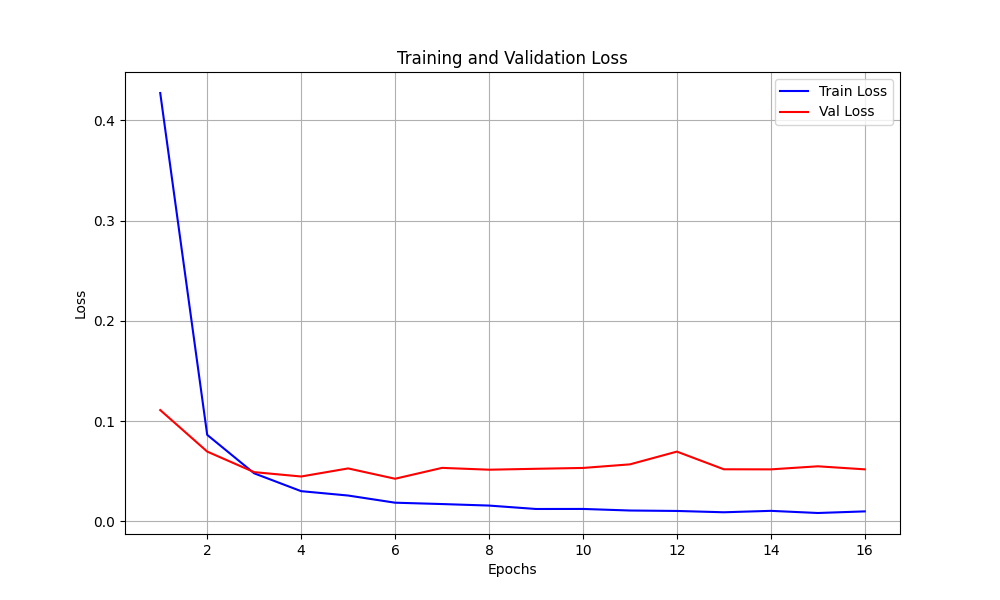 Training and Validation Loss
Train Loss
Val Loss
0.4
0.3
0.2
0.1
0.0
Loss
2 4 6 8 10 12 14 16
Epochs